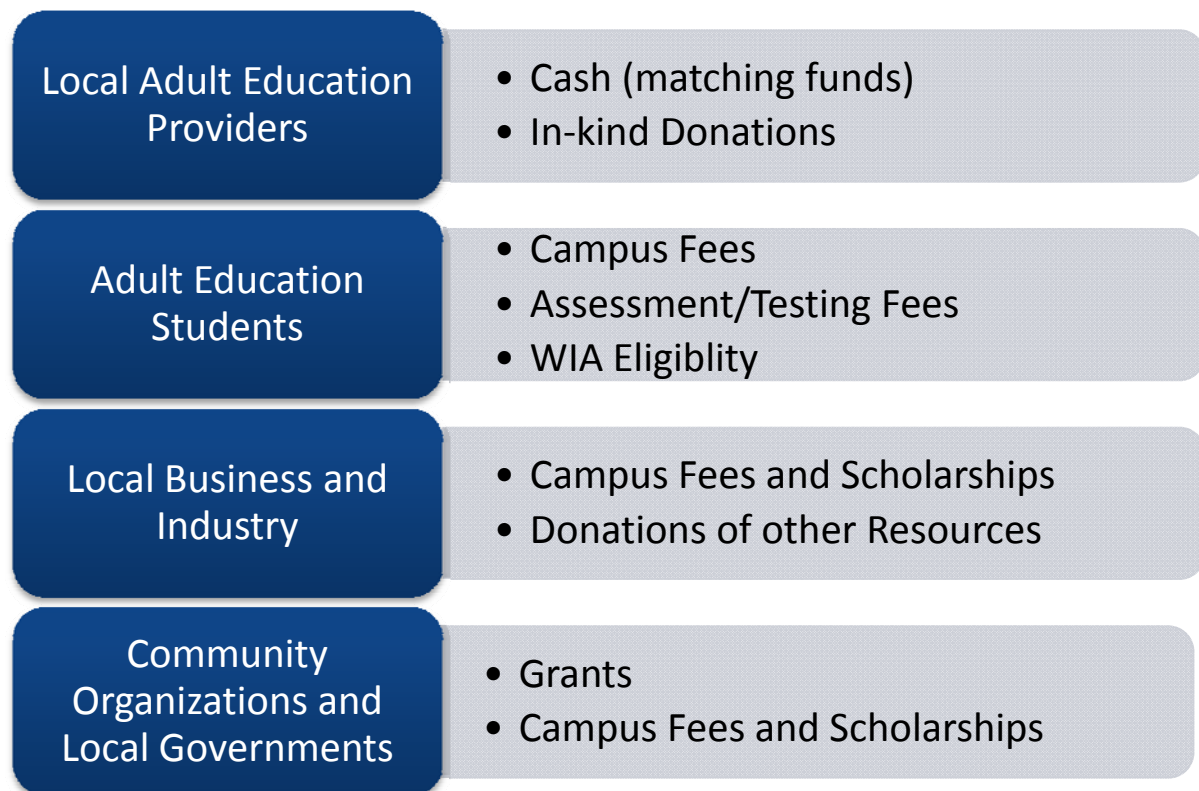 Local Adult Education
Providers
• Cash (matching funds)
• In-kind Donations
Adult Education
Students
• Campus Fees
• Assessment/Testing Fees
• WIA Eligiblity
Local Business and
Industry
• Campus Fees and Scholarships
• Donations of other Resources
Community
Organizations and
Local Governments
• Grants
• Campus Fees and Scholarships